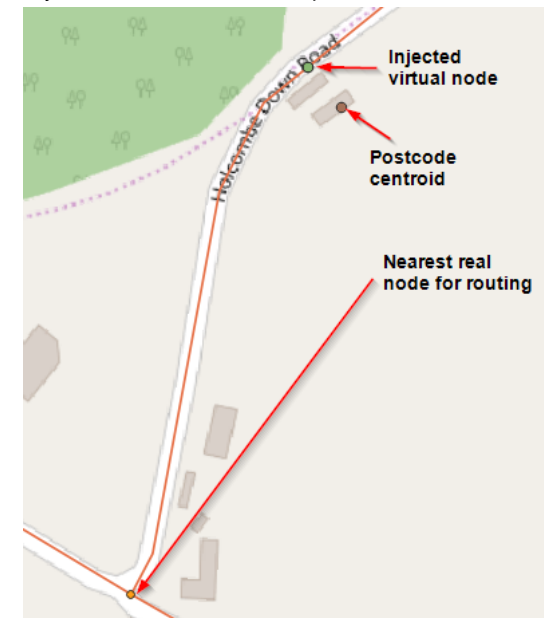 Injected
virtual node
Holcombe Down Road
Postcode
centroid
Nearest real
node for routing